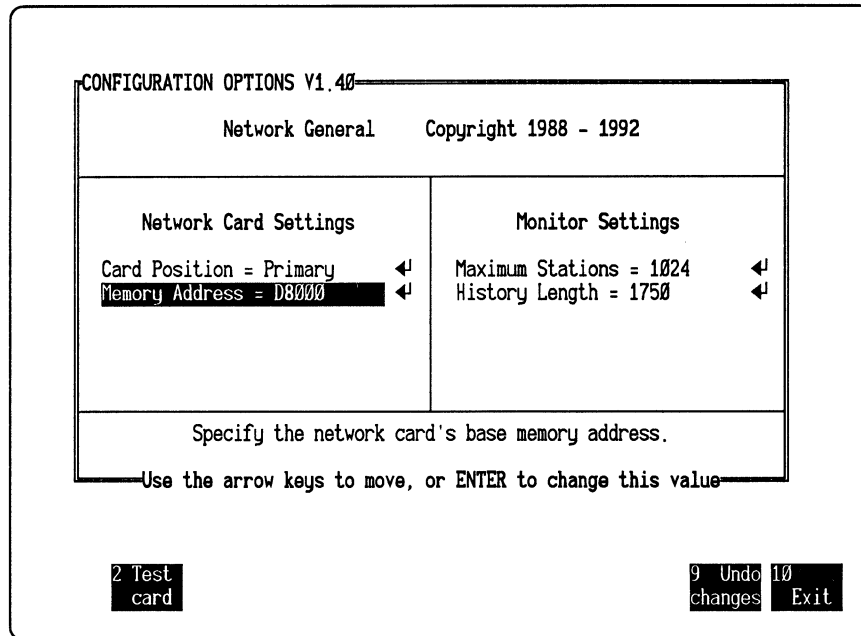 CONFIGURATION OPTIONS V1.40
Network General Copyright 1988 - 1992
Network Card Settings
Card Position = Primary
Memory Address = D8000
Monitor Settings
Maximum Stations = 1024
History Length = 1750
Specify the network card's base memory address.
Use the arrow keys to move, or ENTER to change this value
2 Test
card
9 Undo
changes
10
Exit